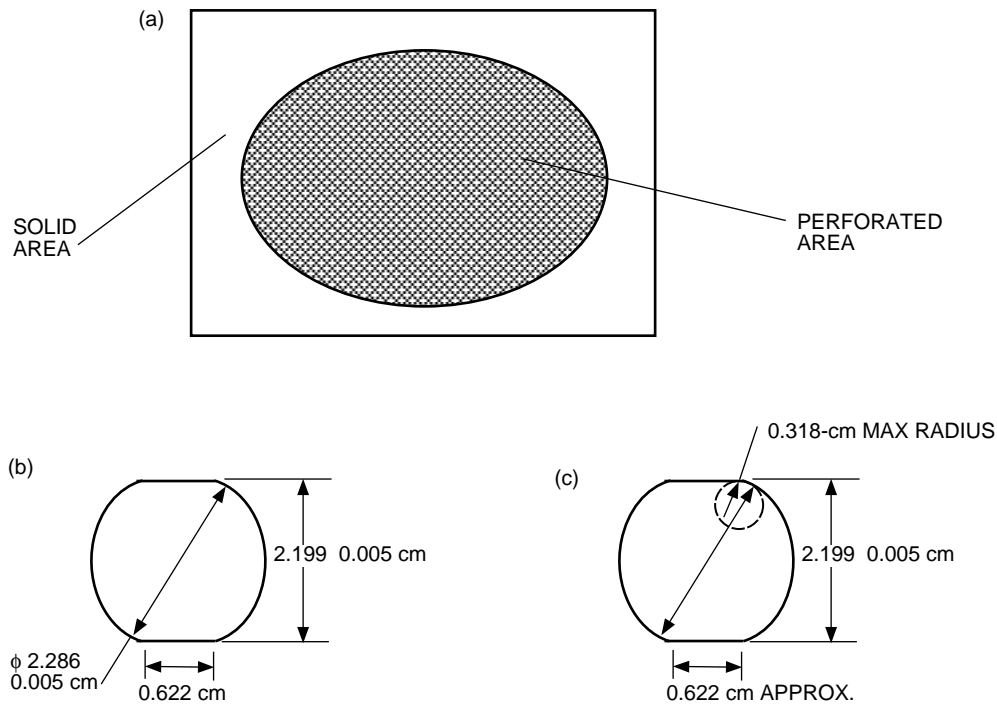 (a)
SOLID
AREA
PERFORATED
AREA
(b)
2.199 0.005 cm
ϕ 2.286
0.005 cm
0.622 cm
(c)
0.318-cm MAX RADIUS
2.199 0.005 cm
0.622 cm APPROX.